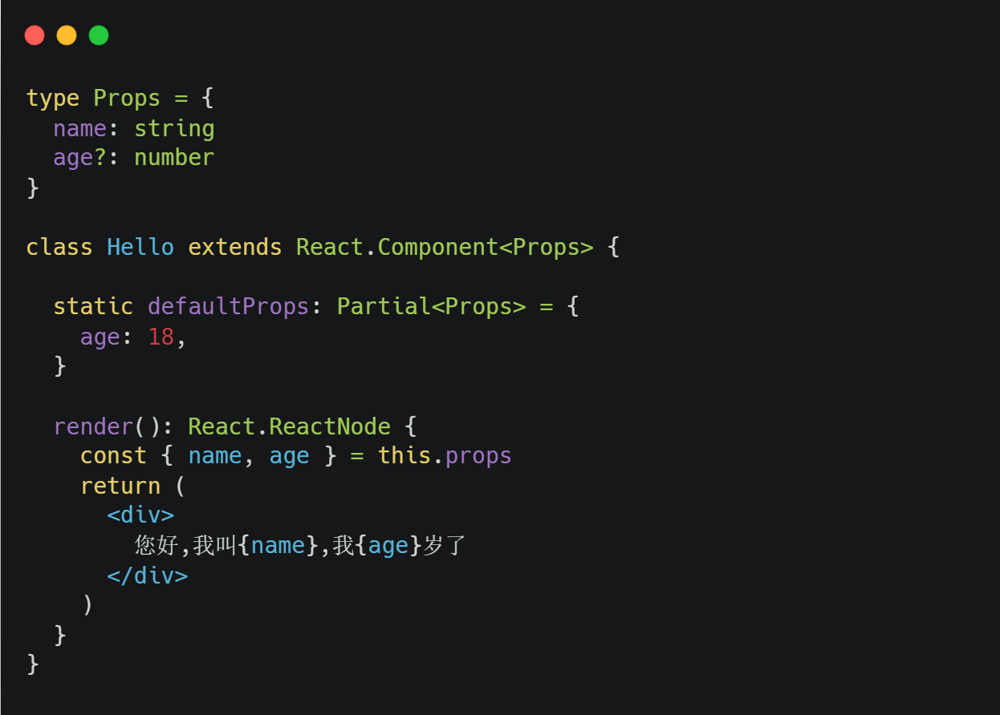 type Props = {
  name: string
  age?: number
}

class Hello extends React.Component<Props> {

  static defaultProps: Partial<Props> = {
    age: 18,
  }

  render(): React.ReactNode {
    const { name, age } = this.props
    return (
      <div>
        您好,我叫{name},我{age}岁了
      </div>
    )
  }
}